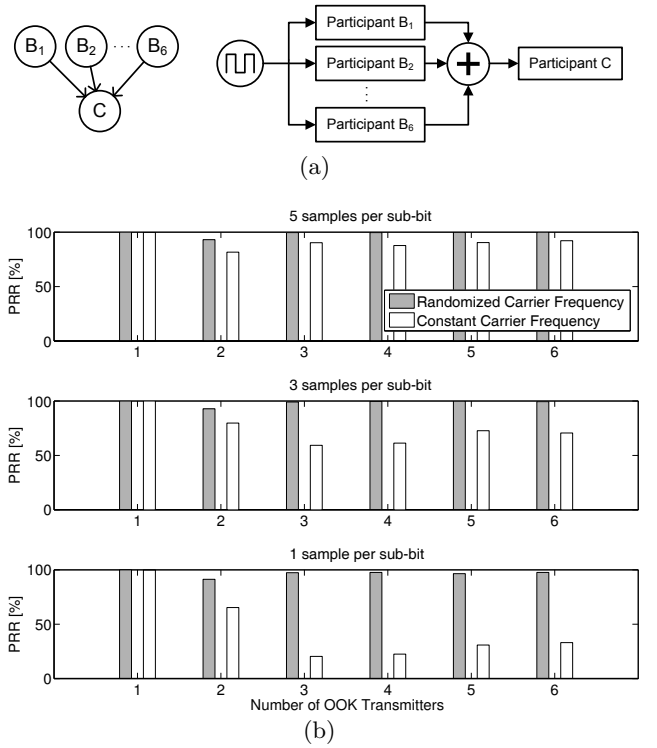 B1 B2 ... B6
C
Participant B1
Participant B2
Participant B6
Participant C
(a)
5 samples per sub-bit
PRR [%]
100
50
0
1 2 3 4 5 6
Randomized Carrier Frequency
Constant Carrier Frequency
3 samples per sub-bit
PRR [%]
100
50
0
1 2 3 4 5 6
1 sample per sub-bit
PRR [%]
100
50
0
1 2 3 4 5 6
Number of OOK Transmitters
(b)